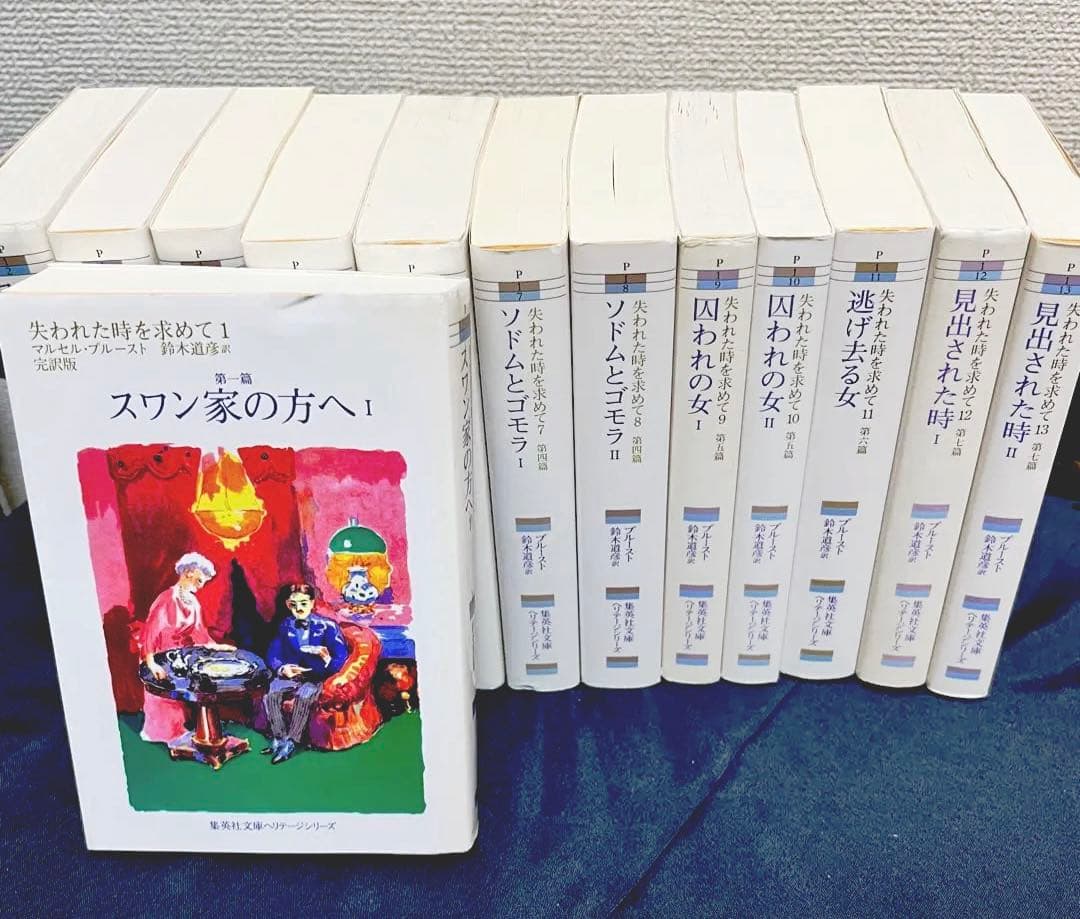 失われた時を求めて 1
マルセル・プルースト 鈴木道彦 訳
完訳版
第一篇
スワン家の方へ I
集英社文庫ヘリテージシリーズ
スワン家の方へ I
P
1
7
失われた時を求めて 7 第四篇
ソドムとゴモラ I
プルースト
鈴木道彦 訳
集英社文庫
ヘリテージシリーズ
P
1
8
失われた時を求めて 8 第四篇
ソドムとゴモラ II
プルースト
鈴木道彦 訳
集英社文庫
ヘリテージシリーズ
P
1
9
失われた時を求めて 9 第五篇
囚われの女 I
プルースト
鈴木道彦 訳
集英社文庫
ヘリテージシリーズ
P
1
10
失われた時を求めて 10 第五篇
囚われの女 II
プルースト
鈴木道彦 訳
集英社文庫
ヘリテージシリーズ
P
1
11
失われた時を求めて 11 第六篇
逃げ去る女
プルースト
鈴木道彦 訳
集英社文庫
ヘリテージシリーズ
P
1
12
失われた時を求めて 12 第七篇
見出された時 I
プルースト
鈴木道彦 訳
集英社文庫
ヘリテージシリーズ
P
1
13
失われた時を求めて 13 第七篇
見出された時 II
プルースト
鈴木道彦 訳
集英社文庫
ヘリテージシリーズ